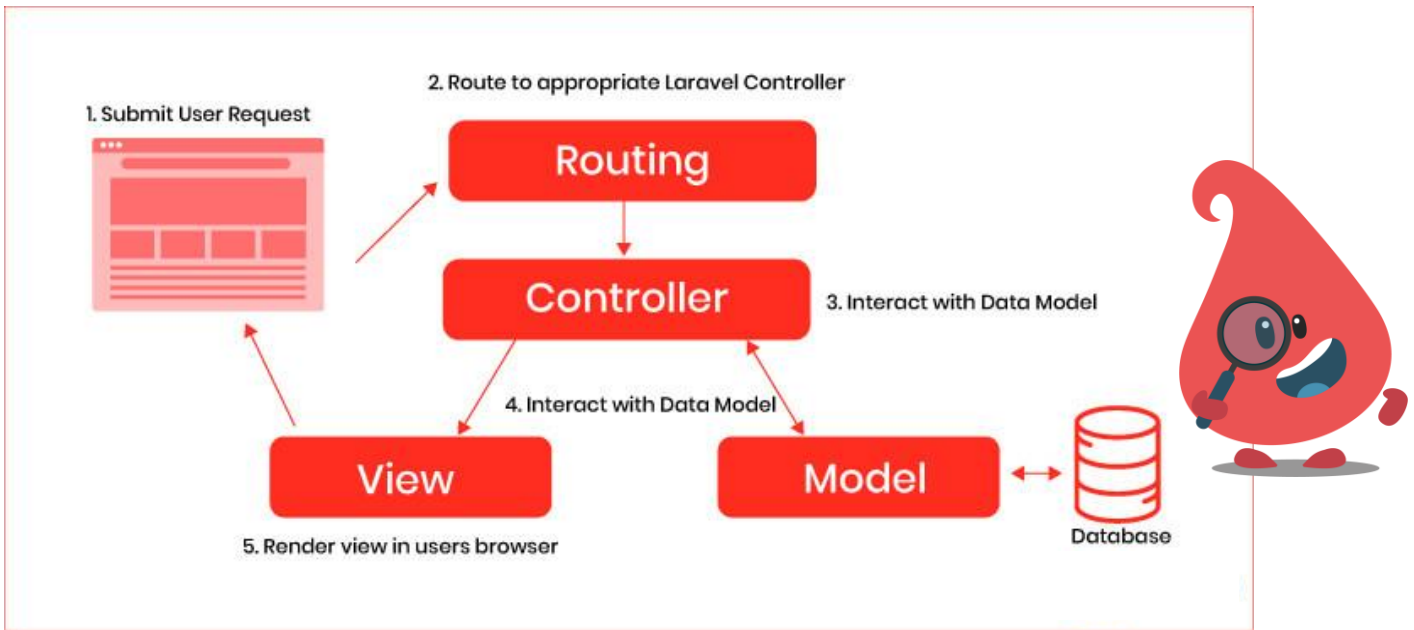 2. Route to appropriate Laravel Controller
1. Submit User Request
Routing
Controller
3. Interact with Data Model
4. Interact with Data Model
View
Model
Database
5. Render view in users browser